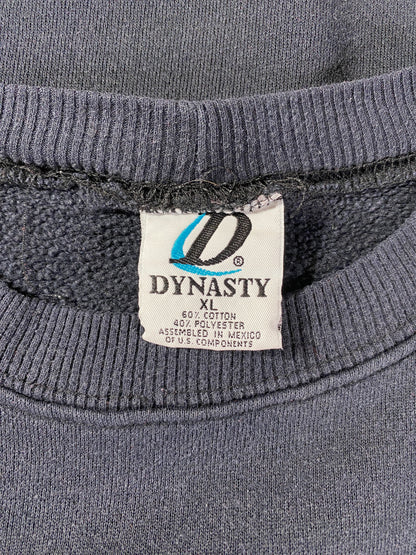 D®
DYNASTY
XL
60% COTTON
40% POLYESTER
ASSEMBLED IN MEXICO
OF U.S. COMPONENTS